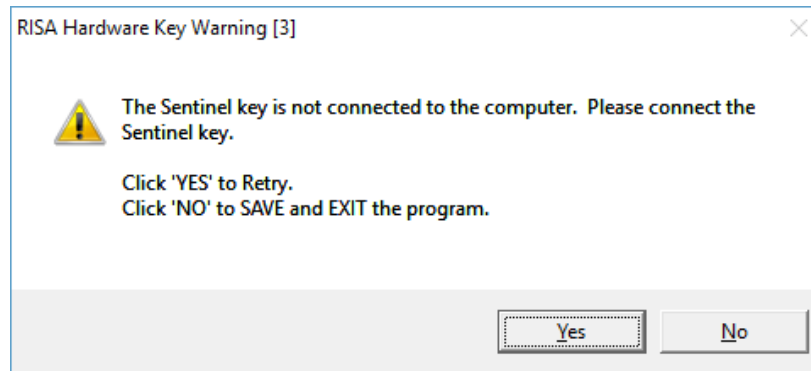 RISA Hardware Key Warning [3]
The Sentinel key is not connected to the computer.  Please connect the
Sentinel key.
Click 'YES' to Retry.
Click 'NO' to SAVE and EXIT the program.
Yes
No